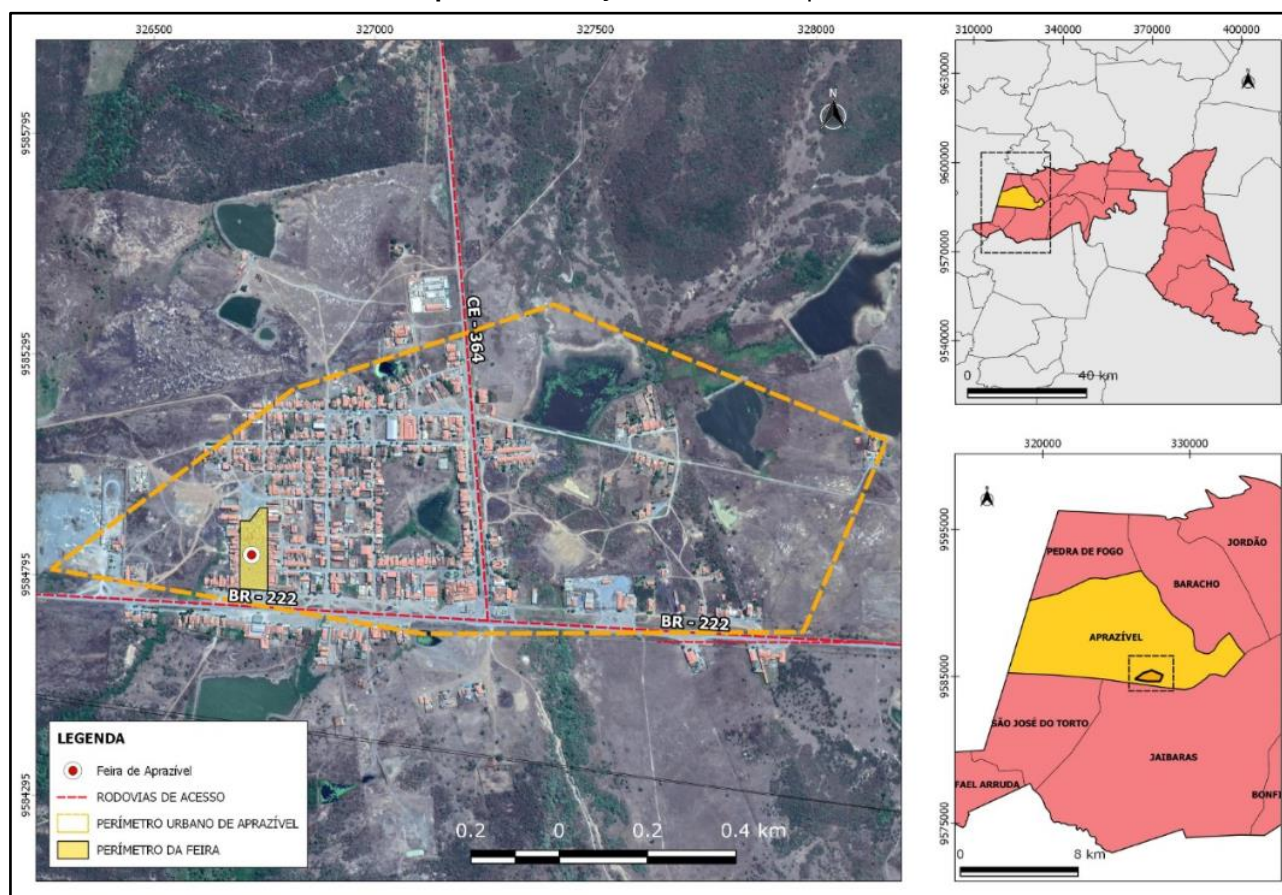 326500 327000 327500 328000
9585795
9585295
9584795
9584295
N
CE - 364
BR - 222
BR - 222
LEGENDA
Feira de Aprazível
RODOVIAS DE ACESSO
PERÍMETRO URBANO DE APRAZÍVEL
PERÍMETRO DA FEIRA
0.2 0 0.2 0.4 km
310000 340000 370000 400000
9630000
9600000
9570000
9540000
0 40 km
320000 330000
9595000
9585000
9575000
PEDRA DE FOGO
JORDÃO
BARACHO
APRAZÍVEL
SÃO JOSÉ DO TORTO
JAIBARAS
FAEL ARRUDA
BONFI
0 8 km